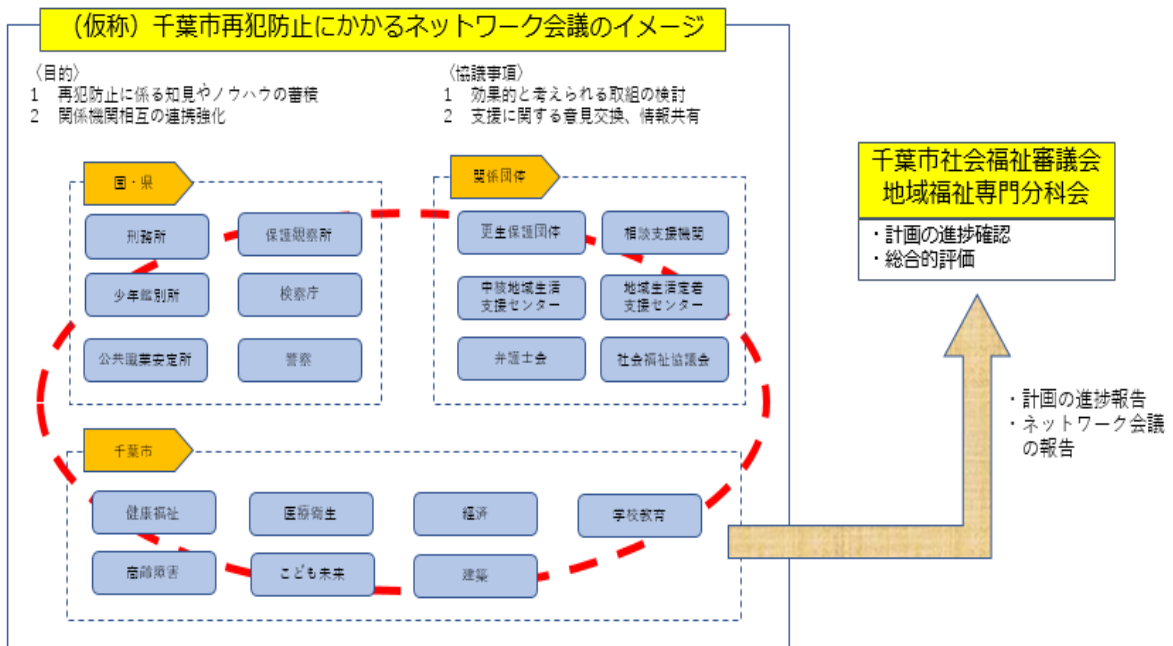 （仮称）千葉市再犯防止にかかるネットワーク会議のイメージ
〈目的〉
1　再犯防止に係る知見やノウハウの蓄積
2　関係機関相互の連携強化
〈協議事項〉
1　効果的と考えられる取組の検討
2　支援に関する意見交換、情報共有
国・県
刑務所
保護観察所
少年鑑別所
検察庁
公共職業安定所
警察
関係団体
更生保護団体
相談支援機関
中核地域生活
支援センター
地域生活定着
支援センター
弁護士会
社会福祉協議会
千葉市
健康福祉
医療衛生
経済
学校教育
高齢障害
こども未来
建築
千葉市社会福祉審議会
地域福祉専門分科会
・計画の進捗確認
・総合的評価
・計画の進捗報告
・ネットワーク会議
の報告